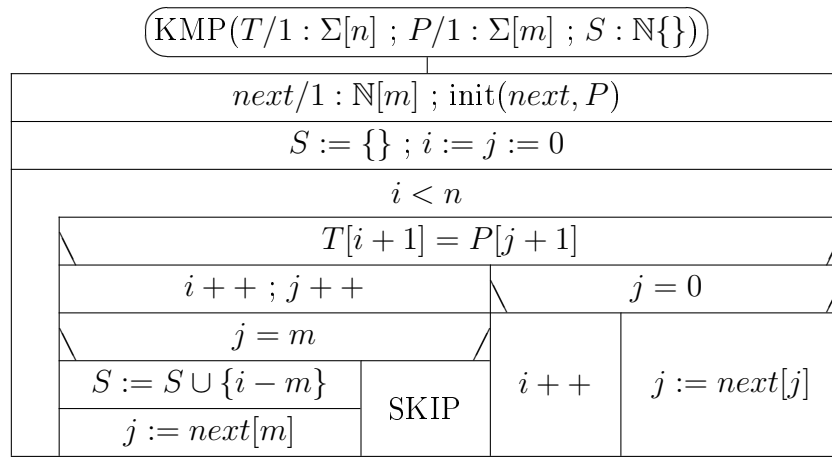 KMP(T/1 : Σ[n] ; P/1 : Σ[m] ; S : ℕ{})
next/1 : ℕ[m] ; init(next, P)
S := {} ; i := j := 0
i < n
T[i + 1] = P[j + 1]
i + + ; j + +
j = 0
j = m
S := S ∪ {i − m}
SKIP
i + +
j := next[j]
j := next[m]